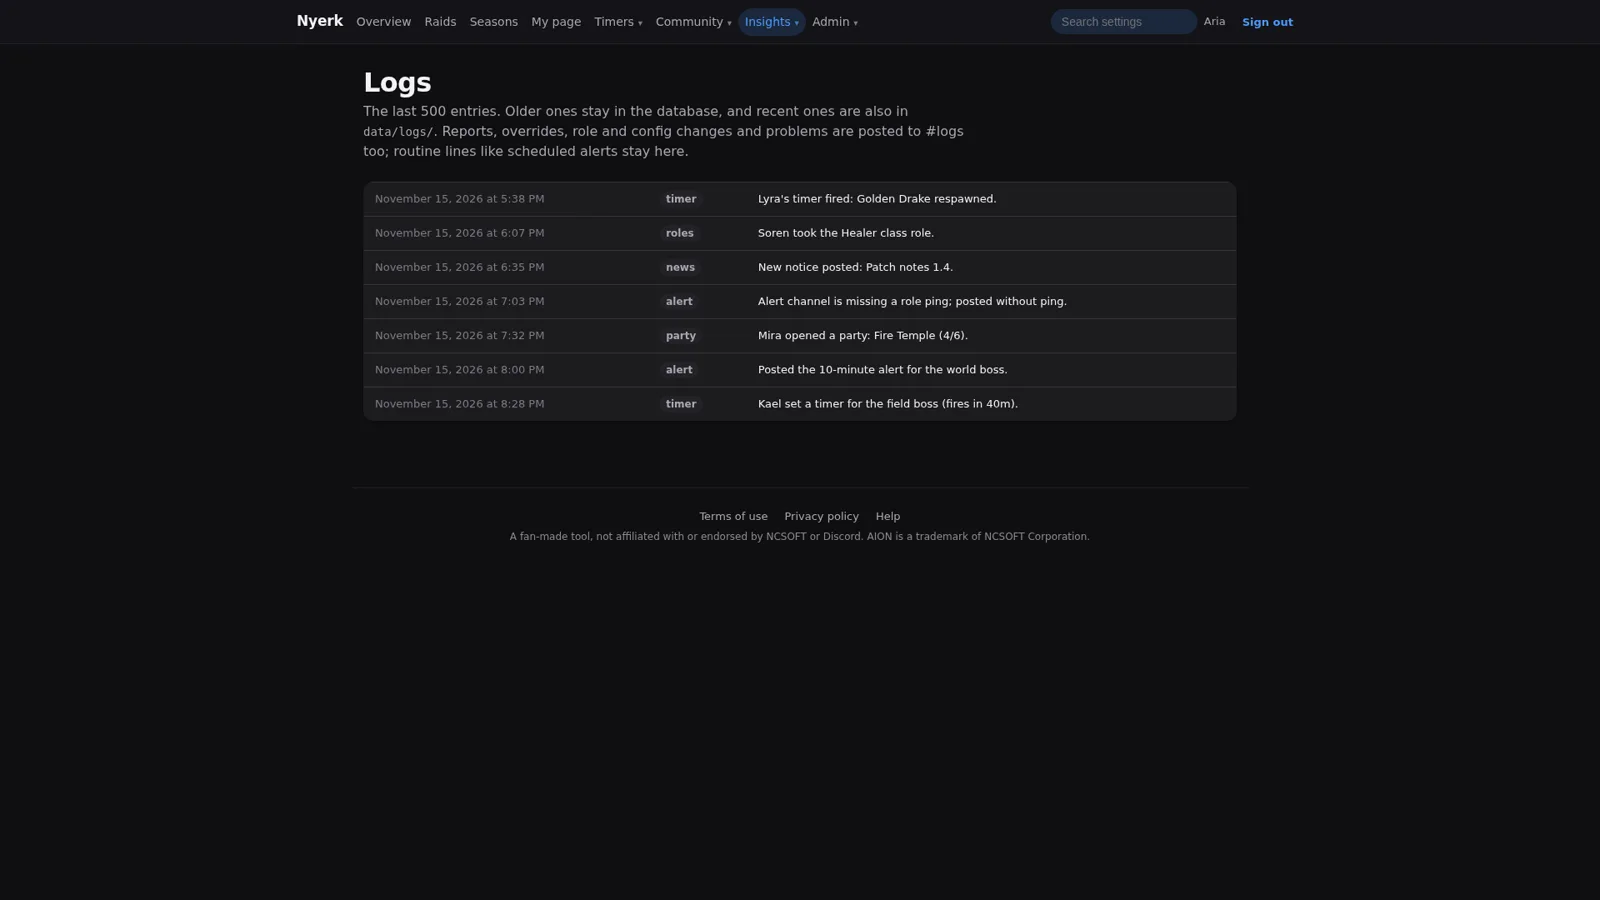 Nyerk Overview Raids Seasons My page Timers ▾ Community ▾ Insights ▾ Admin ▾ Search settings Aria Sign out
Logs
The last 500 entries. Older ones stay in the database, and recent ones are also in
data/logs/. Reports, overrides, role and config changes and problems are posted to #logs
too; routine lines like scheduled alerts stay here.
November 15, 2026 at 5:38 PM timer Lyra's timer fired: Golden Drake respawned.
November 15, 2026 at 6:07 PM roles Soren took the Healer class role.
November 15, 2026 at 6:35 PM news New notice posted: Patch notes 1.4.
November 15, 2026 at 7:03 PM alert Alert channel is missing a role ping; posted without ping.
November 15, 2026 at 7:32 PM party Mira opened a party: Fire Temple (4/6).
November 15, 2026 at 8:00 PM alert Posted the 10-minute alert for the world boss.
November 15, 2026 at 8:28 PM timer Kael set a timer for the field boss (fires in 40m).
Terms of use Privacy policy Help
A fan-made tool, not affiliated with or endorsed by NCSOFT or Discord. AION is a trademark of NCSOFT Corporation.